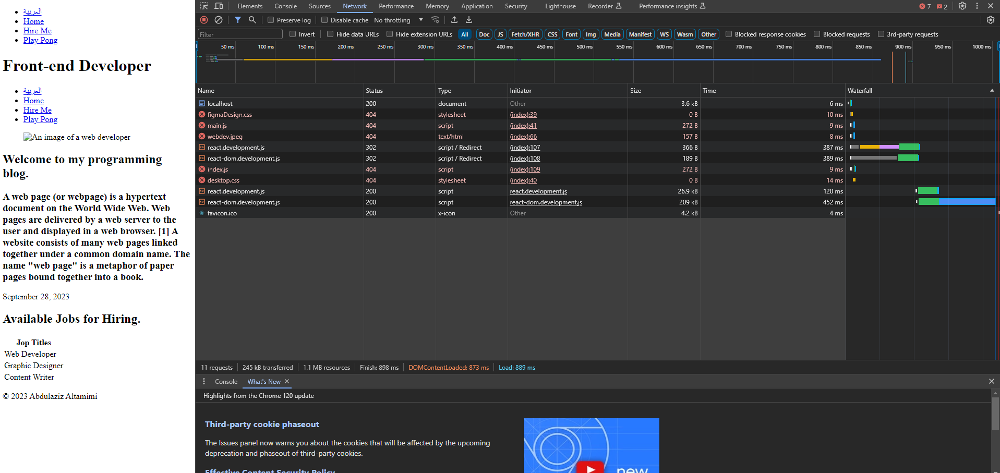 العربية
Home
Hire Me
Play Pong
Front-end Developer
العربية
Home
Hire Me
Play Pong
An image of a web developer
Welcome to my programming
blog.
A web page (or webpage) is a hypertext
document on the World Wide Web. Web
pages are delivered by a web server to the
user and displayed in a web browser. [1] A
website consists of many web pages linked
together under a common domain name. The
name "web page" is a metaphor of paper
pages bound together into a book.
September 28, 2023
Available Jobs for Hiring.
Jop Titles
Web Developer
Graphic Designer
Content Writer
© 2023 Abdulaziz Altamimi
Elements Console Sources Network Performance Memory Application Security Lighthouse Recorder Performance insights 7 2
Preserve log Disable cache No throttling
Filter Invert Hide data URLs Hide extension URLs All Doc JS Fetch/XHR CSS Font Img Media Manifest WS Wasm Other Blocked response cookies Blocked requests 3rd-party requests
50 ms 100 ms 150 ms 200 ms 250 ms 300 ms 350 ms 400 ms 450 ms 500 ms 550 ms 600 ms 650 ms 700 ms 750 ms 800 ms 850 ms 900 ms 950 ms 1000 ms
Name Status Type Initiator Size Time Waterfall
localhost 200 document Other 3.6 kB 6 ms
figmaDesign.css 404 stylesheet (index):39 0 B 10 ms
main.js 404 script (index):41 272 B 9 ms
webdev.jpeg 404 text/html (index):66 157 B 8 ms
react.development.js 302 script / Redirect (index):107 366 B 387 ms
react-dom.development.js 302 script / Redirect (index):108 189 B 389 ms
index.js 404 script (index):109 272 B 9 ms
desktop.css 404 stylesheet (index):40 0 B 14 ms
react.development.js 200 script react.development.js 26.9 kB 120 ms
react-dom.development.js 200 script react-dom.development.js 209 kB 452 ms
favicon.ico 200 x-icon Other 4.2 kB 4 ms
11 requests 245 kB transferred 1.1 MB resources Finish: 898 ms DOMContentLoaded: 873 ms Load: 889 ms
Console What's New
Highlights from the Chrome 120 update
Third-party cookie phaseout
The Issues panel now warns you about the cookies that will be affected by the upcoming
deprecation and phaseout of third-party cookies.
Effective Content Security Policy
new